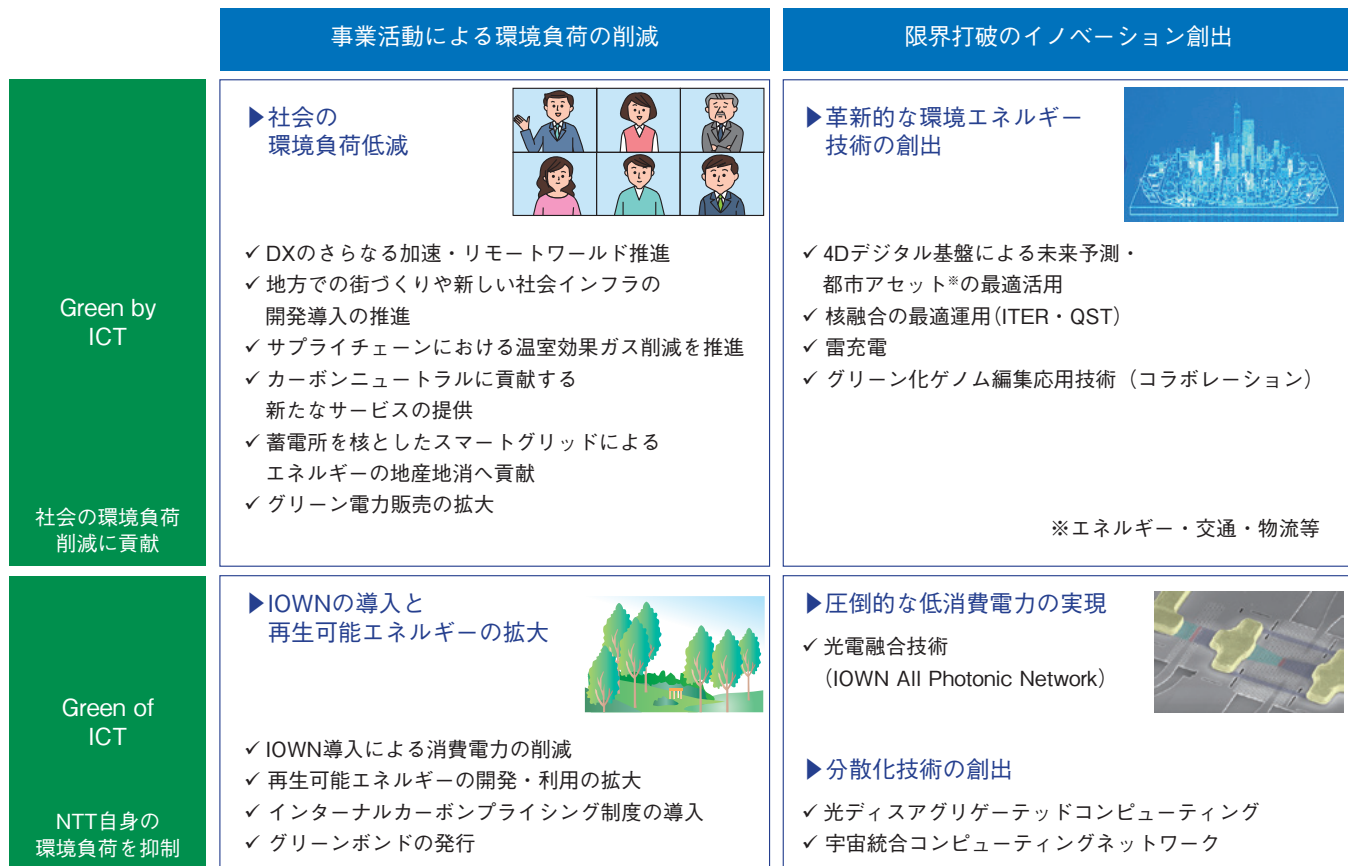 事業活動による環境負荷の削減
限界打破のイノベーション創出
Green by
ICT
社会の環境負荷
削減に貢献
▶社会の
環境負荷低減
✓ DXのさらなる加速・リモートワールド推進
✓ 地方での街づくりや新しい社会インフラの
開発導入の推進
✓ サプライチェーンにおける温室効果ガス削減を推進
✓ カーボンニュートラルに貢献する
新たなサービスの提供
✓ 蓄電所を核としたスマートグリッドによる
エネルギーの地産地消へ貢献
✓ グリーン電力販売の拡大
▶革新的な環境エネルギー
技術の創出
✓ 4Dデジタル基盤による未来予測・
都市アセット※の最適活用
✓ 核融合の最適運用(ITER・QST)
✓ 雷充電
✓ グリーン化ゲノム編集応用技術（コラボレーション）
※エネルギー・交通・物流等
Green of
ICT
NTT自身の
環境負荷を抑制
▶IOWNの導入と
再生可能エネルギーの拡大
✓ IOWN導入による消費電力の削減
✓ 再生可能エネルギーの開発・利用の拡大
✓ インターナルカーボンプライシング制度の導入
✓ グリーンボンドの発行
▶圧倒的な低消費電力の実現
✓ 光電融合技術
（IOWN All Photonic Network）
▶分散化技術の創出
✓ 光ディスアグリゲーテッドコンピューティング
✓ 宇宙統合コンピューティングネットワーク